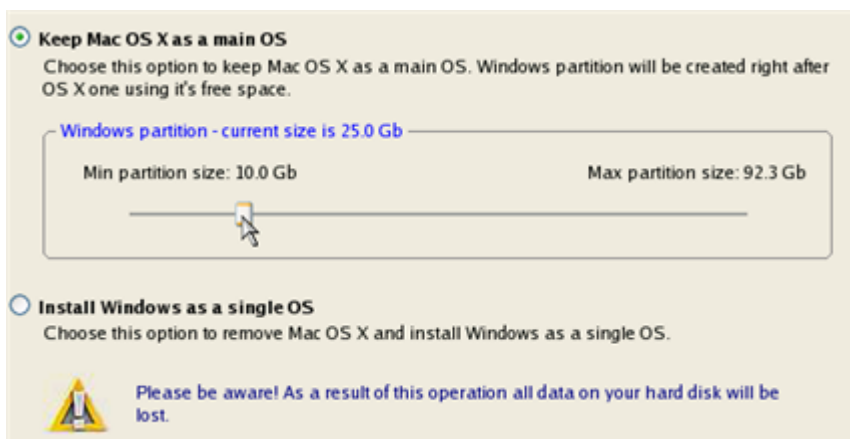 Keep Mac OS X as a main OS
Choose this option to keep Mac OS X as a main OS. Windows partition will be created right after
OS X one using it's free space.
Windows partition - current size is 25.0 Gb
Min partition size: 10.0 Gb
Max partition size: 92.3 Gb
Install Windows as a single OS
Choose this option to remove Mac OS X and install Windows as a single OS.
Please be aware! As a result of this operation all data on your hard disk will be
lost.